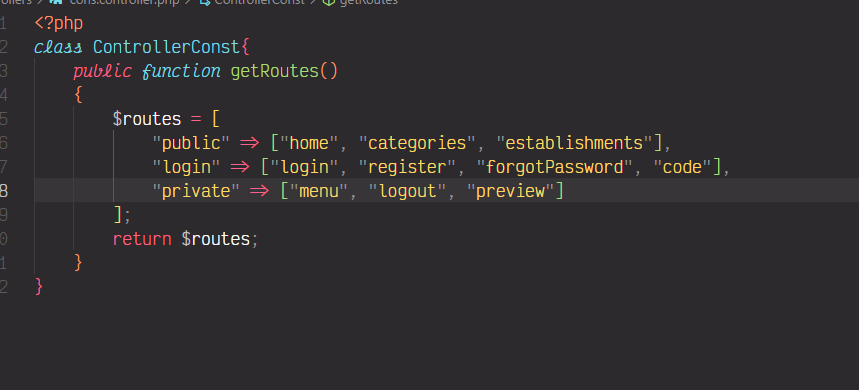 cons.controller.php > ControllerConst > getRoutes
1 <?php
2 class ControllerConst{
3 public function getRoutes()
4 {
5 $routes = [
6 "public" => ["home", "categories", "establishments"],
7 "login" => ["login", "register", "forgotPassword", "code"],
8 "private" => ["menu", "logout", "preview"]
9 ];
0 return $routes;
1 }
2 }